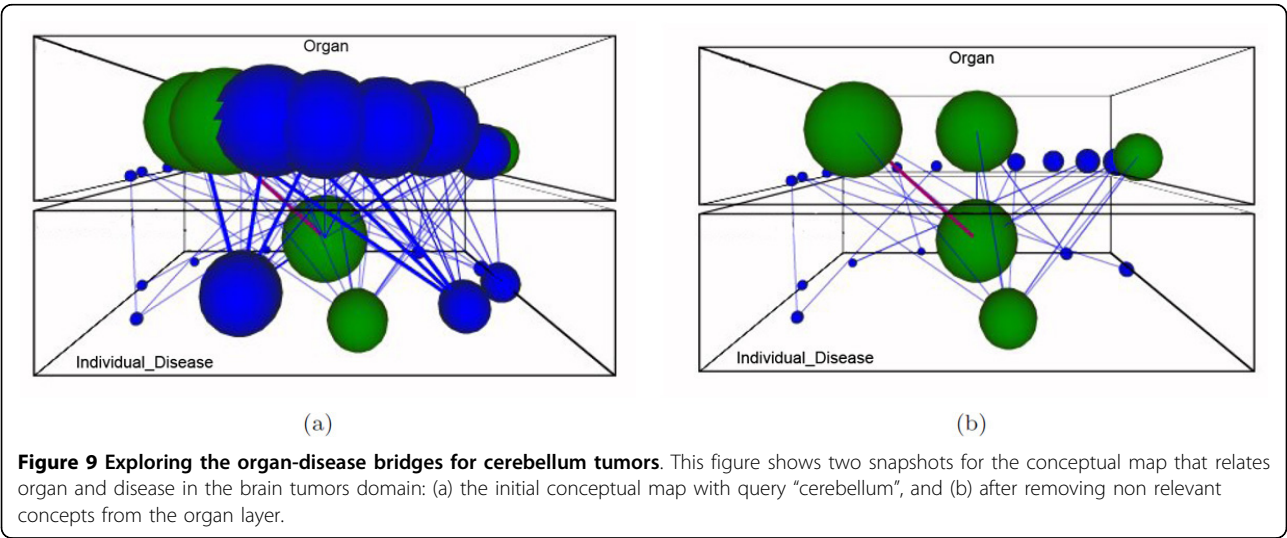 Organ
Individual_Disease
(a)
Organ
Individual_Disease
(b)
Figure 9 Exploring the organ-disease bridges for cerebellum tumors. This figure shows two snapshots for the conceptual map that relates
organ and disease in the brain tumors domain: (a) the initial conceptual map with query “cerebellum”, and (b) after removing non relevant
concepts from the organ layer.